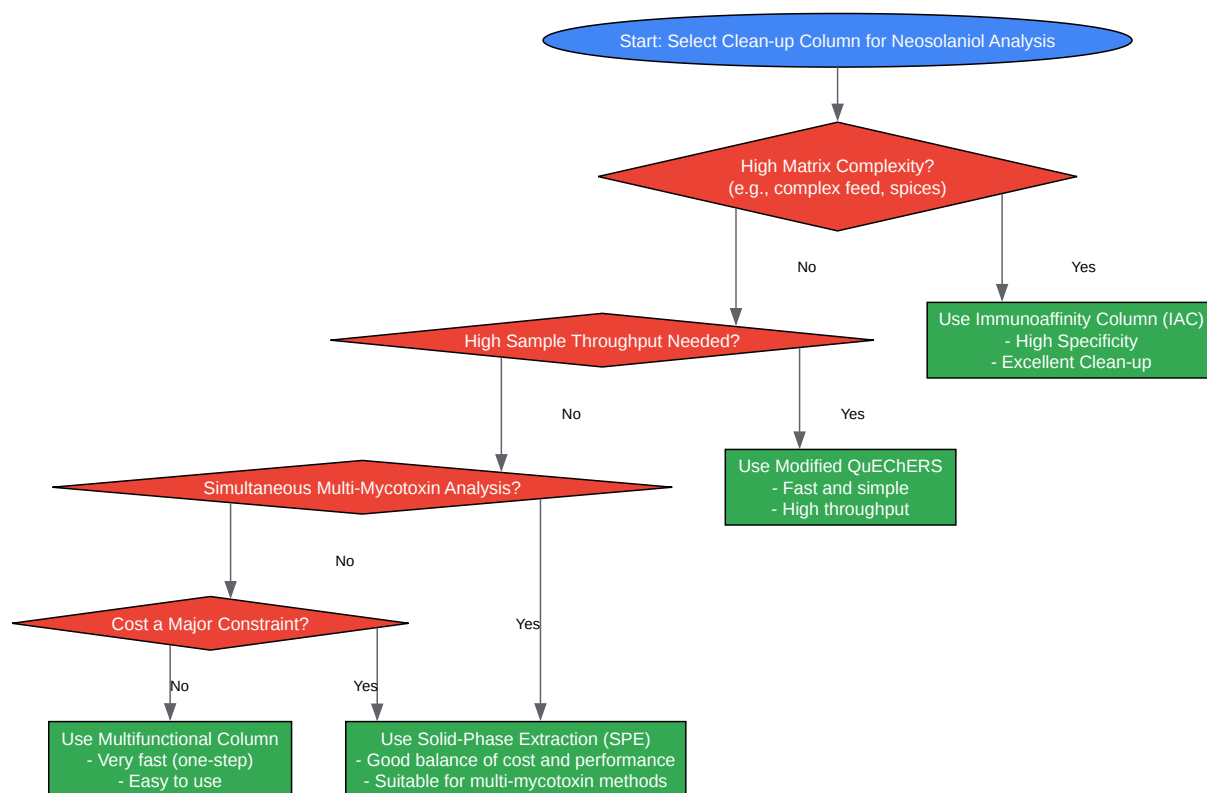 Start: Select Clean-up Column for Neosolaniol Analysis
High Matrix Complexity?
(e.g., complex feed, spices)
No
Yes
Use Immunoaffinity Column (IAC)
- High Specificity
- Excellent Clean-up
High Sample Throughput Needed?
No
Yes
Use Modified QuEChERS
- Fast and simple
- High throughput
Simultaneous Multi-Mycotoxin Analysis?
No
Yes
Cost a Major Constraint?
No
Yes
Use Multifunctional Column
- Very fast (one-step)
- Easy to use
Use Solid-Phase Extraction (SPE)
- Good balance of cost and performance
- Suitable for multi-mycotoxin methods